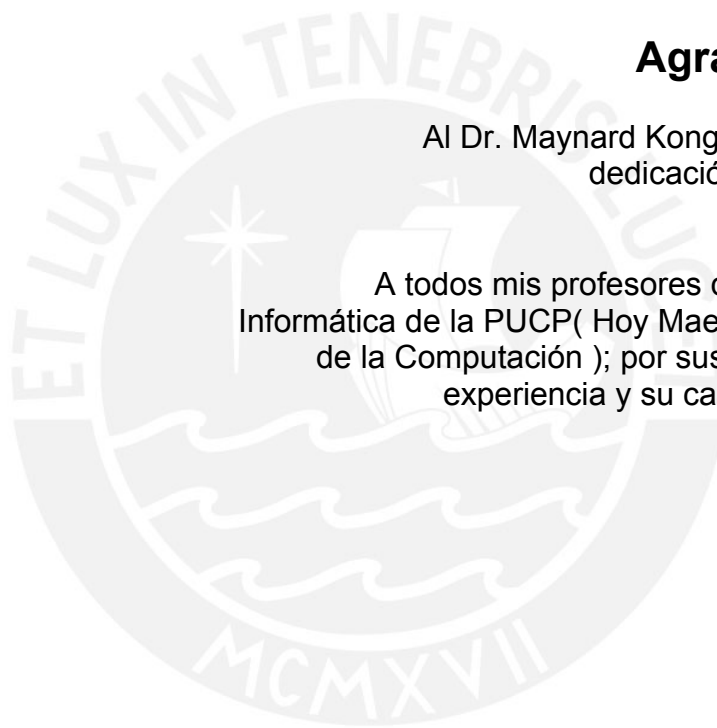 Agra
Al Dr. Maynard Kong
dedicació
A todos mis profesores
Informática de la PUCP( Hoy Mae
de la Computación ); por sus
experiencia y su ca
ET LUX IN TENEBRIS LUCET
MCMXVII